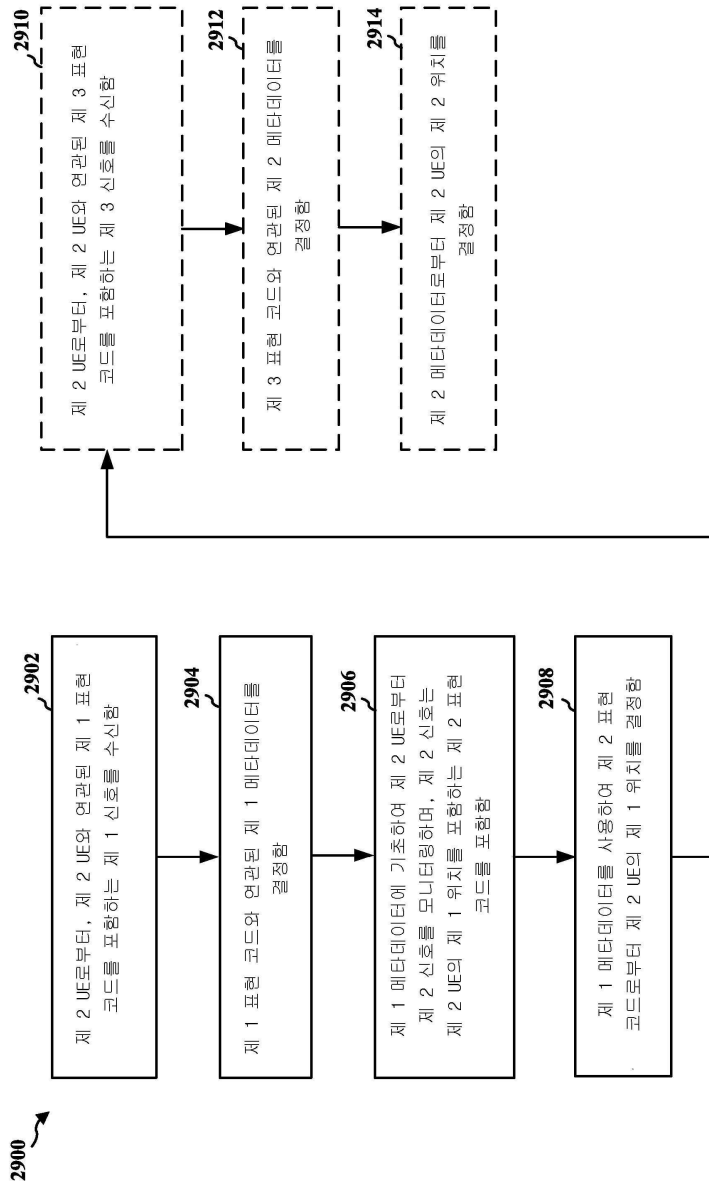 2900
2902
제 2 UE로부터, 제 2 UE와 연관된 제 1 표현
코드를 포함하는 제 1 신호를 수신함
2904
제 1 표현 코드와 연관된 제 1 메타데이터를
결정함
2906
제 1 메타데이터에 기초하여 제 2 UE로부터
제 2 신호를 모니터링하며, 제 2 신호는
제 2 UE의 제 1 위치를 포함하는 제 2 표현
코드를 포함함
2908
제 1 메타데이터를 사용하여 제 2 표현
코드로부터 제 2 UE의 제 1 위치를 결정함
2910
제 2 UE로부터, 제 2 UE와 연관된 제 3 표현
코드를 포함하는 제 3 신호를 수신함
2912
제 3 표현 코드와 연관된 제 2 메타데이터를
결정함
2914
제 2 메타데이터로부터 제 2 UE의 제 2 위치를
결정함